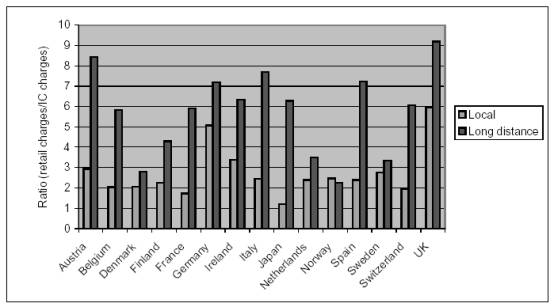 Ratio (retail charges/IC charges)
10
9
8
7
6
5
4
3
2
1
0
Austria
Belgium
Denmark
Finland
France
Germany
Ireland
Italy
Japan
Netherlands
Norway
Spain
Sweden
Switzerland
UK
Local
Long distance